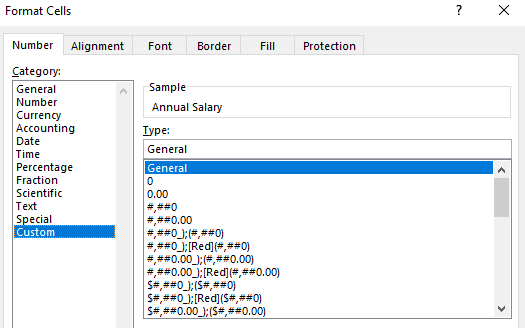 Format Cells ? ×
Number Alignment Font Border Fill Protection
Category:
General
Number
Currency
Accounting
Date
Time
Percentage
Fraction
Scientific
Text
Special
Custom
Sample
Annual Salary
Type:
General
General
0
0.00
#,##0
#,##0.00
#,##0_);(#,##0)
#,##0_);[Red](#,##0)
#,##0.00_);(#,##0.00)
#,##0.00_);[Red](#,##0.00)
$#,##0_);($#,##0)
$#,##0_);[Red]($#,##0)
$#,##0.00_);($#,##0.00)